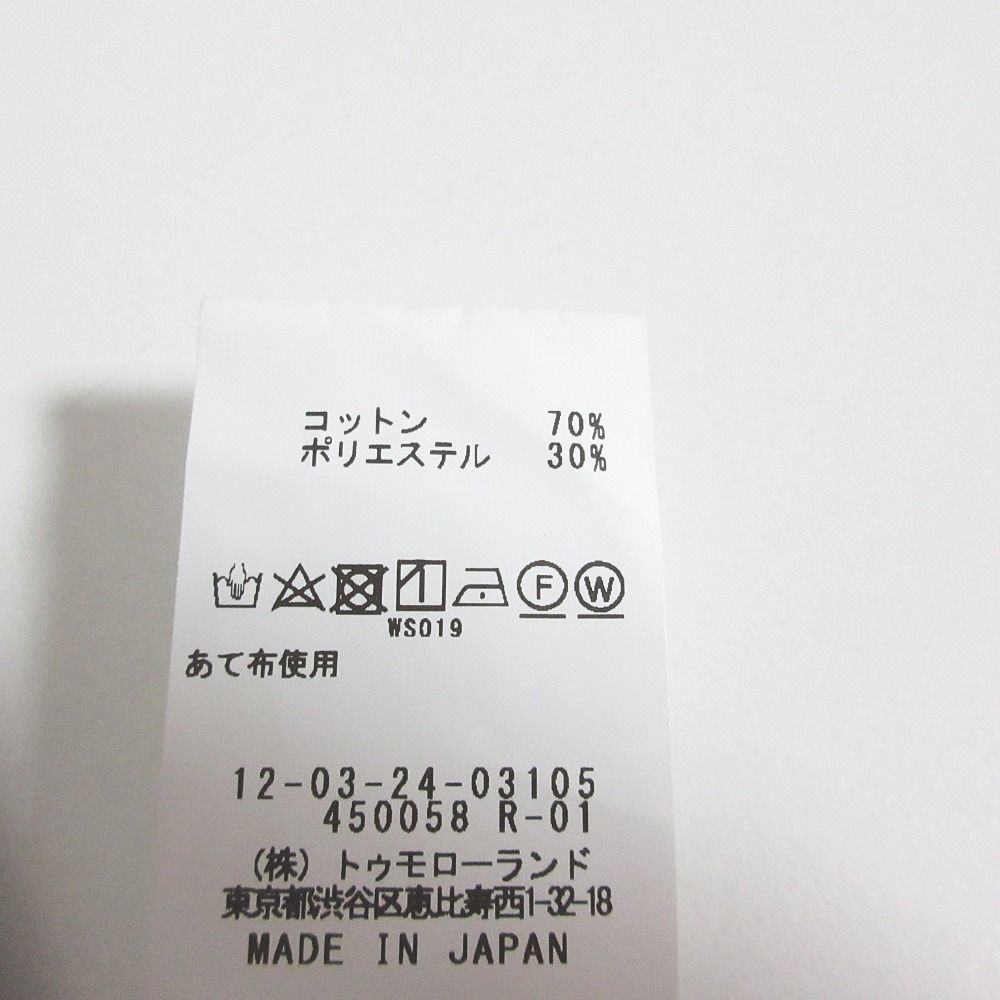 コットン 70%
ポリエステル 30%
F W
WS019
あて布使用
12-03-24-03105
450058 R-01
(株) トゥモローランド
東京都渋谷区恵比寿西1-32-18
MADE IN JAPAN